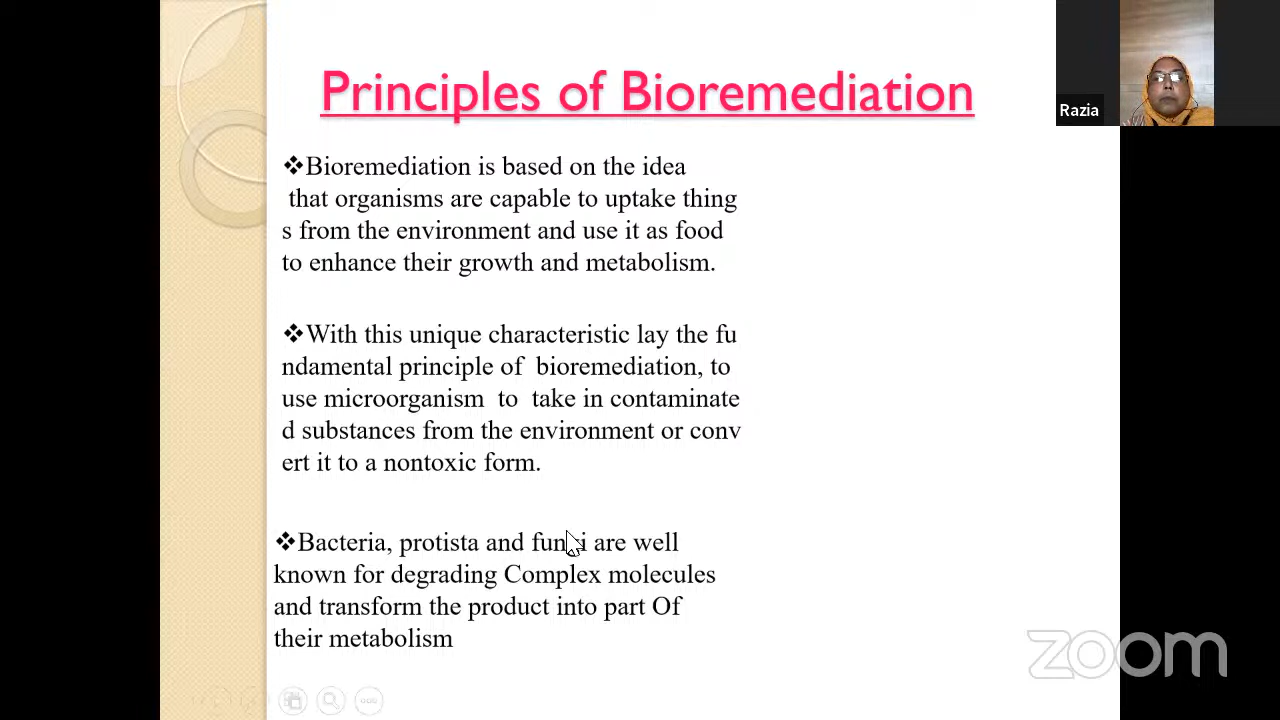 Principles of Bioremediation
Razia
❖Bioremediation is based on the idea
that organisms are capable to uptake thing
s from the environment and use it as food
to enhance their growth and metabolism.
❖With this unique characteristic lay the fu
ndamental principle of bioremediation, to
use microorganism to take in contaminate
d substances from the environment or conv
ert it to a nontoxic form.
❖Bacteria, protista and fungi are well
known for degrading Complex molecules
and transform the product into part Of
their metabolism
zoom